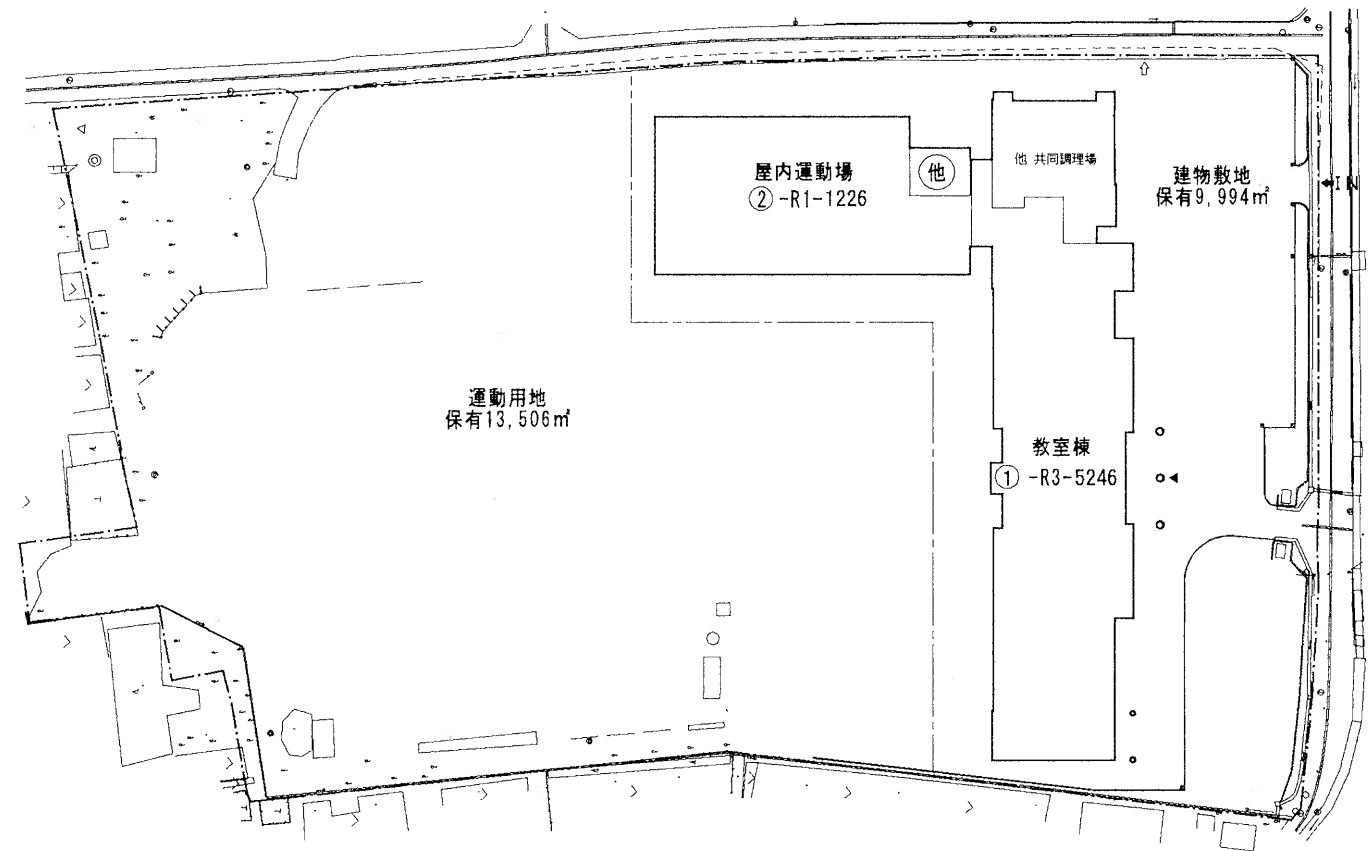 屋内運動場
②-R1-1226
他
他 共同調理場
建物敷地
保有9,994㎡
IN
運動用地
保有13,506㎡
教室棟
①-R3-5246